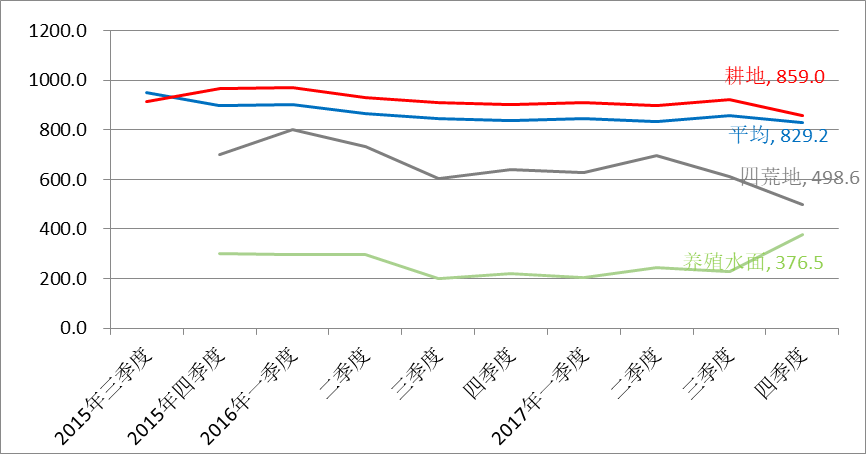 1200.0
1000.0
800.0
600.0
400.0
200.0
0.0
耕地, 859.0
平均, 829.2
四荒地, 498.6
养殖水面, 376.5
2015年三季度
2015年四季度
2016年一季度
二季度
三季度
四季度
2017年一季度
二季度
三季度
四季度